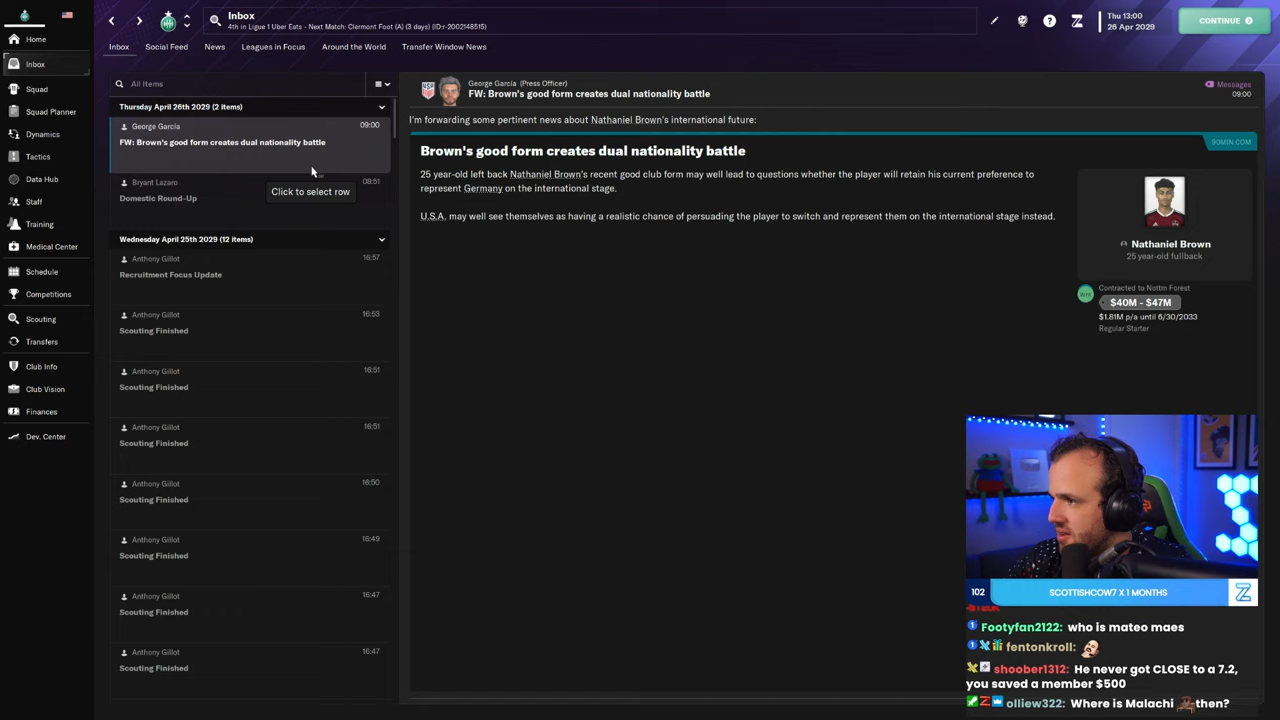 Inbox
4th in Ligue 1 Uber Eats - Next Match: Clermont Foot (A) (3 days) (ID:r-2002148515)
Thu 13:00
26 Apr 2029
CONTINUE
Home
Inbox
Squad
Squad Planner
Dynamics
Tactics
Data Hub
Staff
Training
Medical Center
Schedule
Competitions
Scouting
Transfers
Club Info
Club Vision
Finances
Dev. Center
Inbox Social Feed News Leagues in Focus Around the World Transfer Window News
All Items
Thursday April 26th 2029 (2 items)
George García 09:00
FW: Brown's good form creates dual nationality battle
Bryant Lazaro 08:51
Domestic Round-Up
Click to select row
Wednesday April 25th 2029 (12 items)
Anthony Gillot 16:57
Recruitment Focus Update
Anthony Gillot 16:53
Scouting Finished
Anthony Gillot 16:51
Scouting Finished
Anthony Gillot 16:51
Scouting Finished
Anthony Gillot 16:50
Scouting Finished
Anthony Gillot 16:49
Scouting Finished
Anthony Gillot 16:47
Scouting Finished
Anthony Gillot 16:47
Scouting Finished
George García (Press Officer)
FW: Brown's good form creates dual nationality battle
Messages
09:00
I'm forwarding some pertinent news about Nathaniel Brown's international future:
90MIN.COM
Brown's good form creates dual nationality battle
25 year-old left back Nathaniel Brown's recent good club form may well lead to questions whether the player will retain his current preference to
represent Germany on the international stage.
U.S.A. may well see themselves as having a realistic chance of persuading the player to switch and represent them on the international stage instead.
Nathaniel Brown
25 year-old fullback
Wnt
Contracted to Nottm Forest
$40M - $47M
$1.81M p/a until 6/30/2033
Regular Starter
102 SCOTTISHCOW7 X 1 MONTHS
Footyfan2122: who is mateo maes
fentonkroll:
shoober1312: He never got CLOSE to a 7.2,
you saved a member $500
olliew322: Where is Malachi then?